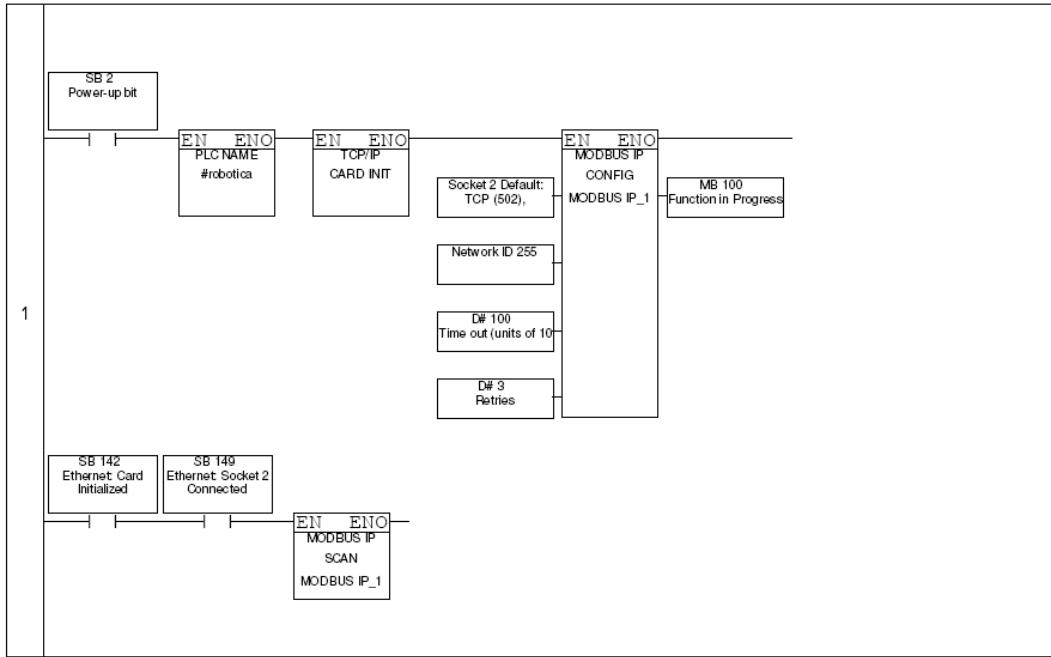 SB 2
Power-up bit
EN ENO
PLC NAME
#robotica
EN ENO
TCP/IP
CARD INIT
EN ENO
MODBUS IP
CONFIG
MODBUS IP_1
Socket 2 Default:
TCP (502),
MB 100
Function in Progress
Network ID 255
1
D# 100
Time out (units of 10
D# 3
Retries
SB 142
Ethernet: Card
Initialized
SB 149
Ethernet: Socket 2
Connected
EN ENO
MODBUS IP
SCAN
MODBUS IP_1